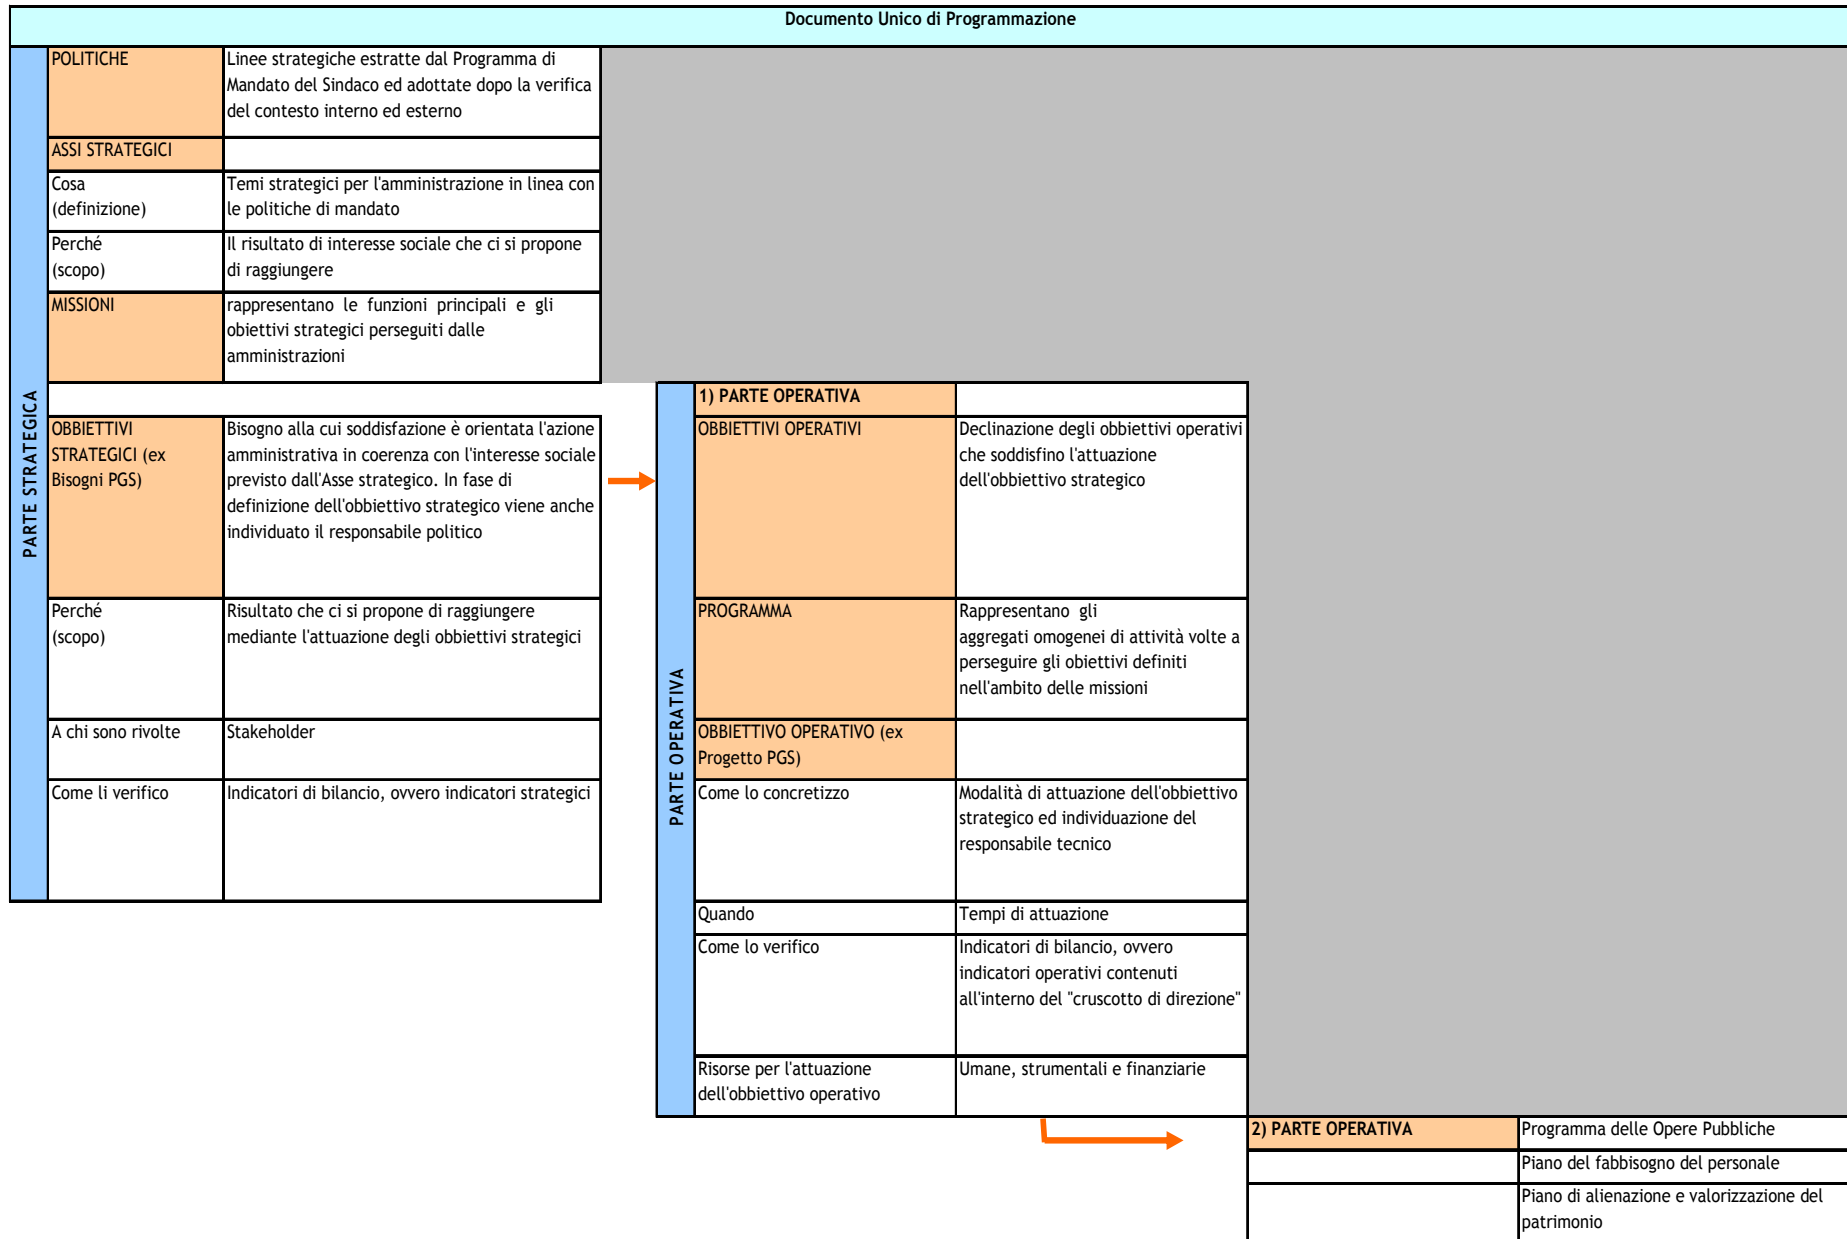 Documento Unico di Programmazione
PARTE STRATEGICA
POLITICHE
Linee strategiche estratte dal Programma di
Mandato del Sindaco ed adottate dopo la verifica
del contesto interno ed esterno
ASSI STRATEGICI
Cosa
(definizione)
Temi strategici per l'amministrazione in linea con
le politiche di mandato
Perché
(scopo)
Il risultato di interesse sociale che ci si propone
di raggiungere
MISSIONI
rappresentano le funzioni principali e gli
obiettivi strategici perseguiti dalle
amministrazioni
OBBIETTIVI
STRATEGICI (ex
Bisogni PGS)
Bisogno alla cui soddisfazione è orientata l'azione
amministrativa in coerenza con l'interesse sociale
previsto dall'Asse strategico. In fase di
definizione dell'obbiettivo strategico viene anche
individuato il responsabile politico
Perché
(scopo)
Risultato che ci si propone di raggiungere
mediante l'attuazione degli obbiettivi strategici
A chi sono rivolte
Stakeholder
Come li verifico
Indicatori di bilancio, ovvero indicatori strategici
PARTE OPERATIVA
1) PARTE OPERATIVA
OBBIETTIVI OPERATIVI
Declinazione degli obbiettivi operativi
che soddisfino l'attuazione
dell'obbiettivo strategico
PROGRAMMA
Rappresentano gli
aggregati omogenei di attività volte a
perseguire gli obiettivi definiti
nell'ambito delle missioni
OBBIETTIVO OPERATIVO (ex
Progetto PGS)
Come lo concretizzo
Modalità di attuazione dell'obbiettivo
strategico ed individuazione del
responsabile tecnico
Quando
Tempi di attuazione
Come lo verifico
Indicatori di bilancio, ovvero
indicatori operativi contenuti
all'interno del "cruscotto di direzione"
Risorse per l'attuazione
dell'obbiettivo operativo
Umane, strumentali e finanziarie
2) PARTE OPERATIVA
Programma delle Opere Pubbliche
Piano del fabbisogno del personale
Piano di alienazione e valorizzazione del
patrimonio